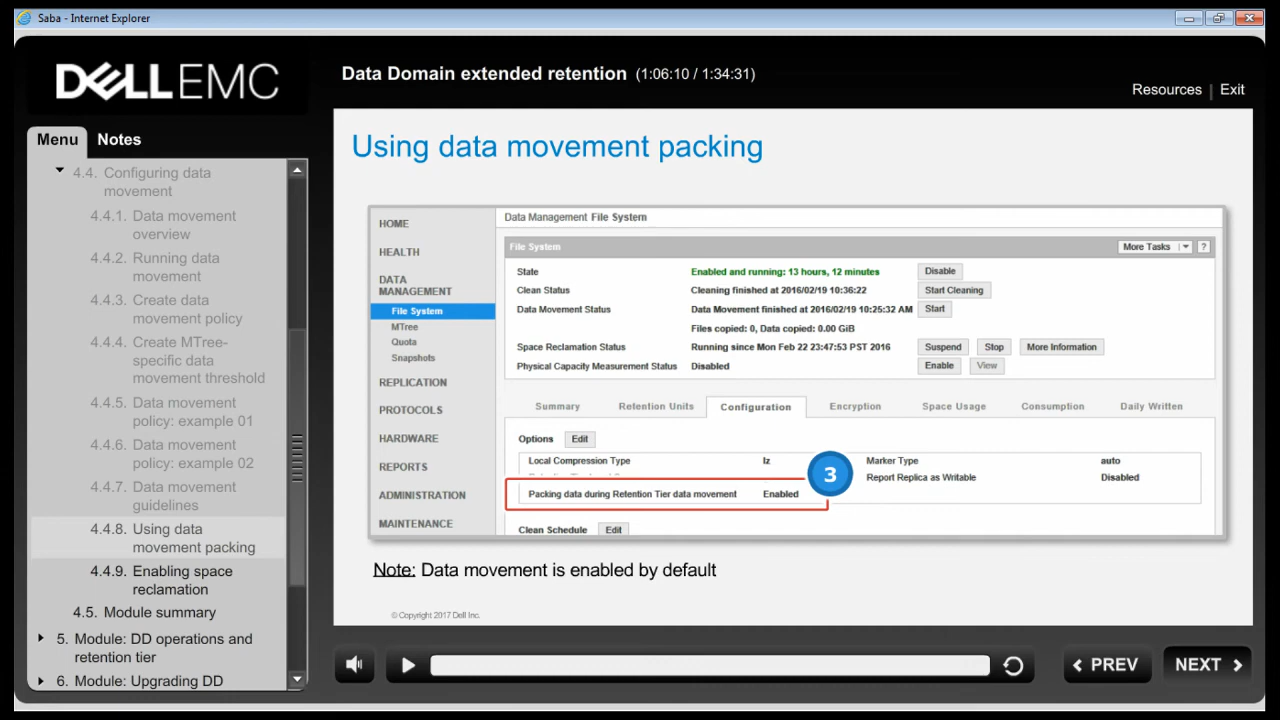 Saba - Internet Explorer
DELLEMC
Data Domain extended retention (1:06:10 / 1:34:31)
Resources | Exit
Menu
Notes
4.4. Configuring data
movement
4.4.1. Data movement
overview
4.4.2. Running data
movement
4.4.3. Create data
movement policy
4.4.4. Create MTree-
specific data
movement threshold
4.4.5. Data movement
policy: example 01
4.4.6. Data movement
policy: example 02
4.4.7. Data movement
guidelines
4.4.8. Using data
movement packing
4.4.9. Enabling space
reclamation
4.5. Module summary
5. Module: DD operations and
retention tier
6. Module: Upgrading DD
Using data movement packing
HOME
HEALTH
DATA
MANAGEMENT
File System
MTree
Quota
Snapshots
REPLICATION
PROTOCOLS
HARDWARE
REPORTS
ADMINISTRATION
MAINTENANCE
Data Management File System
File System More Tasks ?
State Enabled and running: 13 hours, 12 minutes Disable
Clean Status Cleaning finished at 2016/02/19 10:36:22 Start Cleaning
Data Movement Status Data Movement finished at 2016/02/19 10:25:32 AM Start
Files copied: 0, Data copied: 0.00 GiB
Space Reclamation Status Running since Mon Feb 22 23:47:53 PST 2016 Suspend Stop More Information
Physical Capacity Measurement Status Disabled Enable View
Summary Retention Units Configuration Encryption Space Usage Consumption Daily Written
Options Edit
Local Compression Type lz Marker Type auto
Report Replica as Writable Disabled
Packing data during Retention Tier data movement Enabled
3
Clean Schedule Edit
Note: Data movement is enabled by default
© Copyright 2017 Dell Inc.
PREV
NEXT